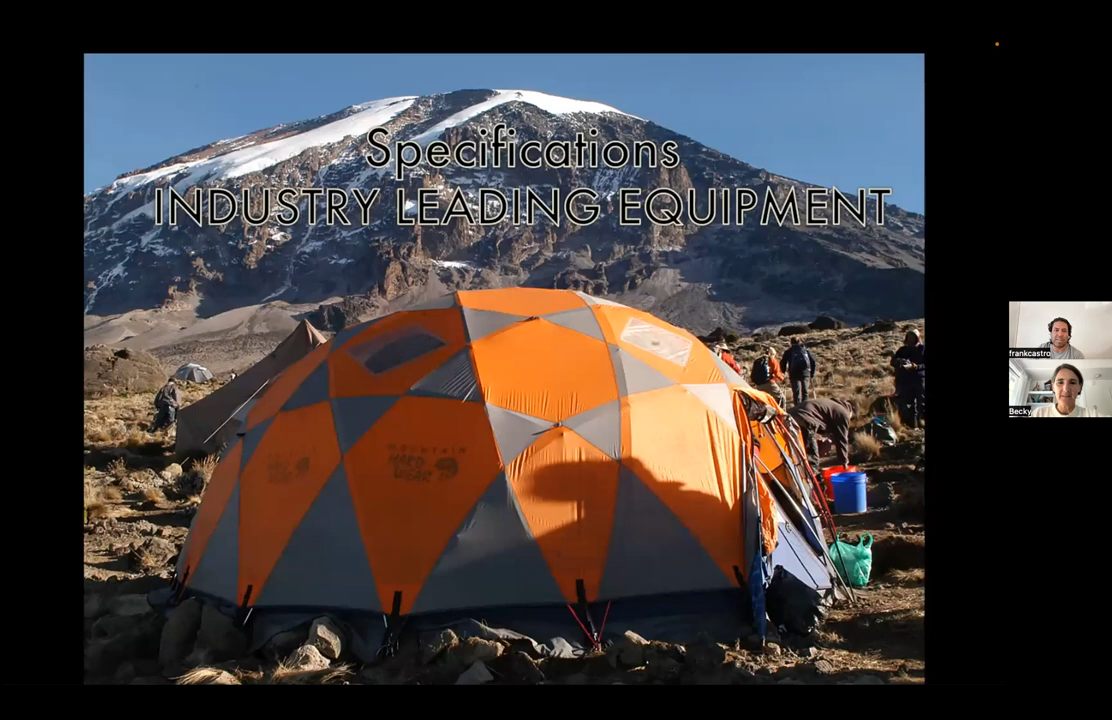 Specifications
INDUSTRY LEADING EQUIPMENT
MOUNTAIN
HARD
WEAR
frankcastro
Becky